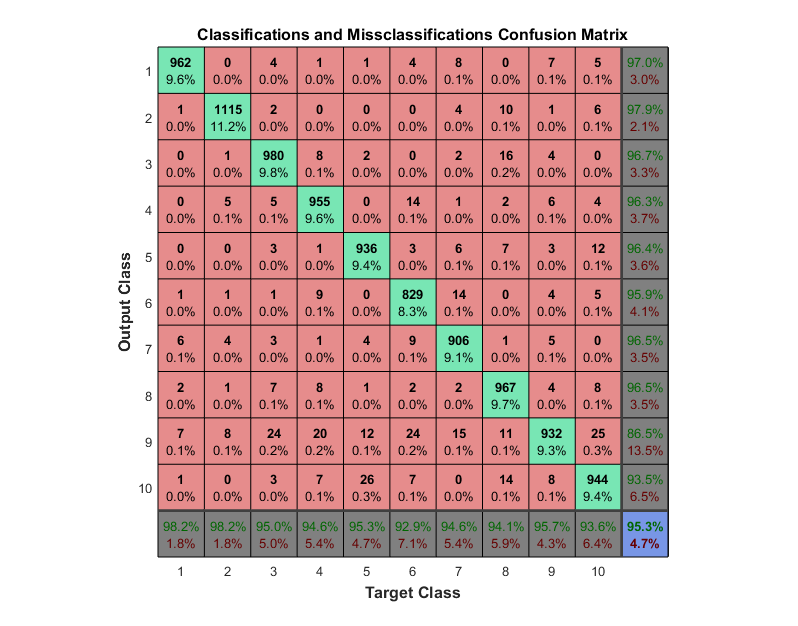 Classifications and Missclassifications Confusion Matrix
1 962 0 4 1 1 4 8 0 7 5 97.0%
9.6% 0.0% 0.0% 0.0% 0.0% 0.0% 0.1% 0.0% 0.1% 0.1% 3.0%
2 1 1115 2 0 0 0 4 10 1 6 97.9%
0.0% 11.2% 0.0% 0.0% 0.0% 0.0% 0.0% 0.1% 0.0% 0.1% 2.1%
3 0 1 980 8 2 0 2 16 4 0 96.7%
0.0% 0.0% 9.8% 0.1% 0.0% 0.0% 0.0% 0.2% 0.0% 0.0% 3.3%
4 0 5 5 955 0 14 1 2 6 4 96.3%
0.0% 0.1% 0.1% 9.6% 0.0% 0.1% 0.0% 0.0% 0.1% 0.0% 3.7%
5 0 0 3 1 936 3 6 7 3 12 96.4%
0.0% 0.0% 0.0% 0.0% 9.4% 0.0% 0.1% 0.1% 0.0% 0.1% 3.6%
6 1 1 1 9 0 829 14 0 4 5 95.9%
0.0% 0.0% 0.0% 0.1% 0.0% 8.3% 0.1% 0.0% 0.0% 0.1% 4.1%
7 6 4 3 1 4 9 906 1 5 0 96.5%
0.1% 0.0% 0.0% 0.0% 0.0% 0.1% 9.1% 0.0% 0.1% 0.0% 3.5%
8 2 1 7 8 1 2 2 967 4 8 96.5%
0.0% 0.0% 0.1% 0.1% 0.0% 0.0% 0.0% 9.7% 0.0% 0.1% 3.5%
9 7 8 24 20 12 24 15 11 932 25 86.5%
0.1% 0.1% 0.2% 0.2% 0.1% 0.2% 0.1% 0.1% 9.3% 0.3% 13.5%
10 1 0 3 7 26 7 0 14 8 944 93.5%
0.0% 0.0% 0.0% 0.1% 0.3% 0.1% 0.0% 0.1% 0.1% 9.4% 6.5%
98.2% 98.2% 95.0% 94.6% 95.3% 92.9% 94.6% 94.1% 95.7% 93.6% 95.3%
1.8% 1.8% 5.0% 5.4% 4.7% 7.1% 5.4% 5.9% 4.3% 6.4% 4.7%
1 2 3 4 5 6 7 8 9 10
Target Class
Output Class